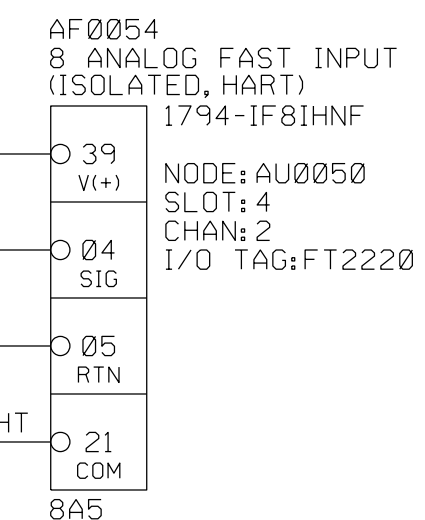 AF0054
8 ANALOG FAST INPUT
(ISOLATED, HART)
1794-IF8IHNF
39
V(+)
NODE:AU0050
SLOT:4
CHAN:2
I/O TAG:FT2220
04
SIG
05
RTN
HT
21
COM
8A5